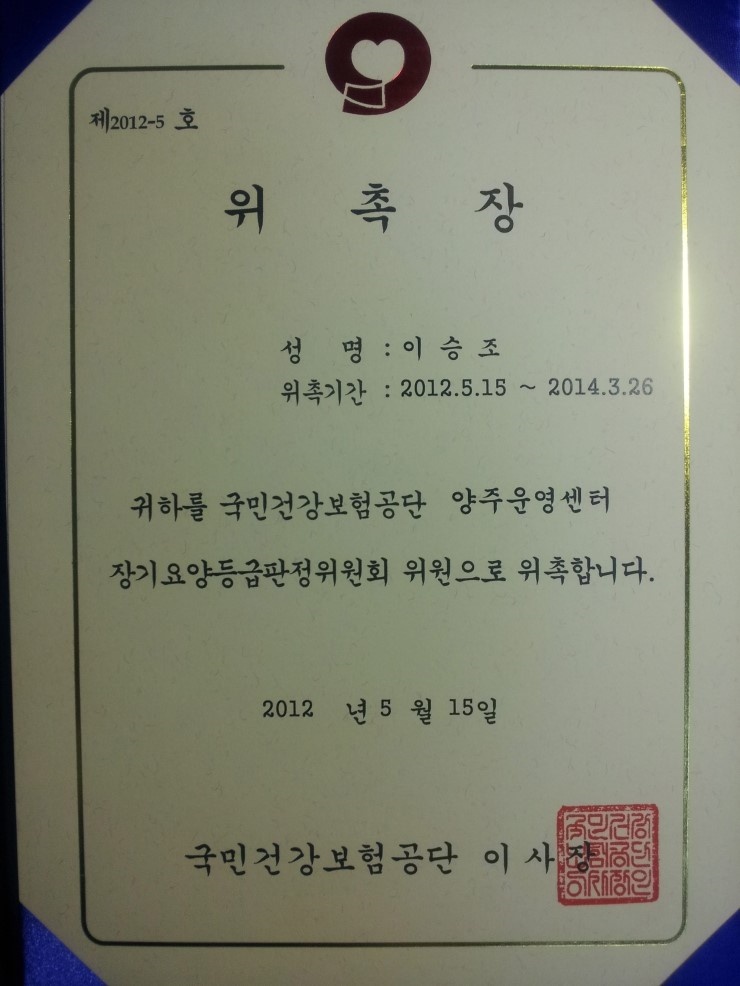 제2012-5 호
위 촉 장
성 명 : 이 승 조
위촉기간 : 2012.5.15 ~ 2014.3.26
귀하를 국민건강보험공단 양주운영센터
장기요양등급판정위원회 위원으로 위촉합니다.
2012 년 5 월 15일
국민건강보험공단 이 사 장